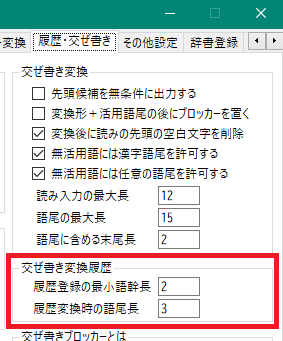 変換
履歴・交ぜ書き
その他設定
辞書登録
交ぜ書き変換
先頭候補を無条件に出力する
変換形＋活用語尾の後にブロッカーを置く
変換後に読みの先頭の空白文字を削除
無活用語には漢字語尾を許可する
無活用語には任意の語尾を許可する
読み入力の最大長 12
語尾の最大長 15
語尾に含める末尾長 2
交ぜ書き変換履歴
履歴登録の最小語幹長 2
履歴変換時の語尾長 3
交ぜ書きブロッカーとは